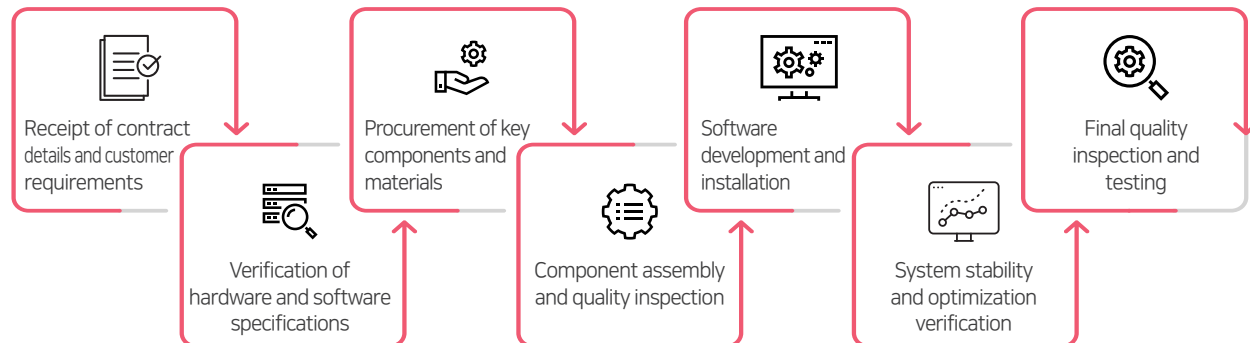 Receipt of contract
details and customer
requirements
Verification of
hardware and software
specifications
Procurement of key
components and
materials
Component assembly
and quality inspection
Software
development and
installation
System stability
and optimization
verification
Final quality
inspection and
testing